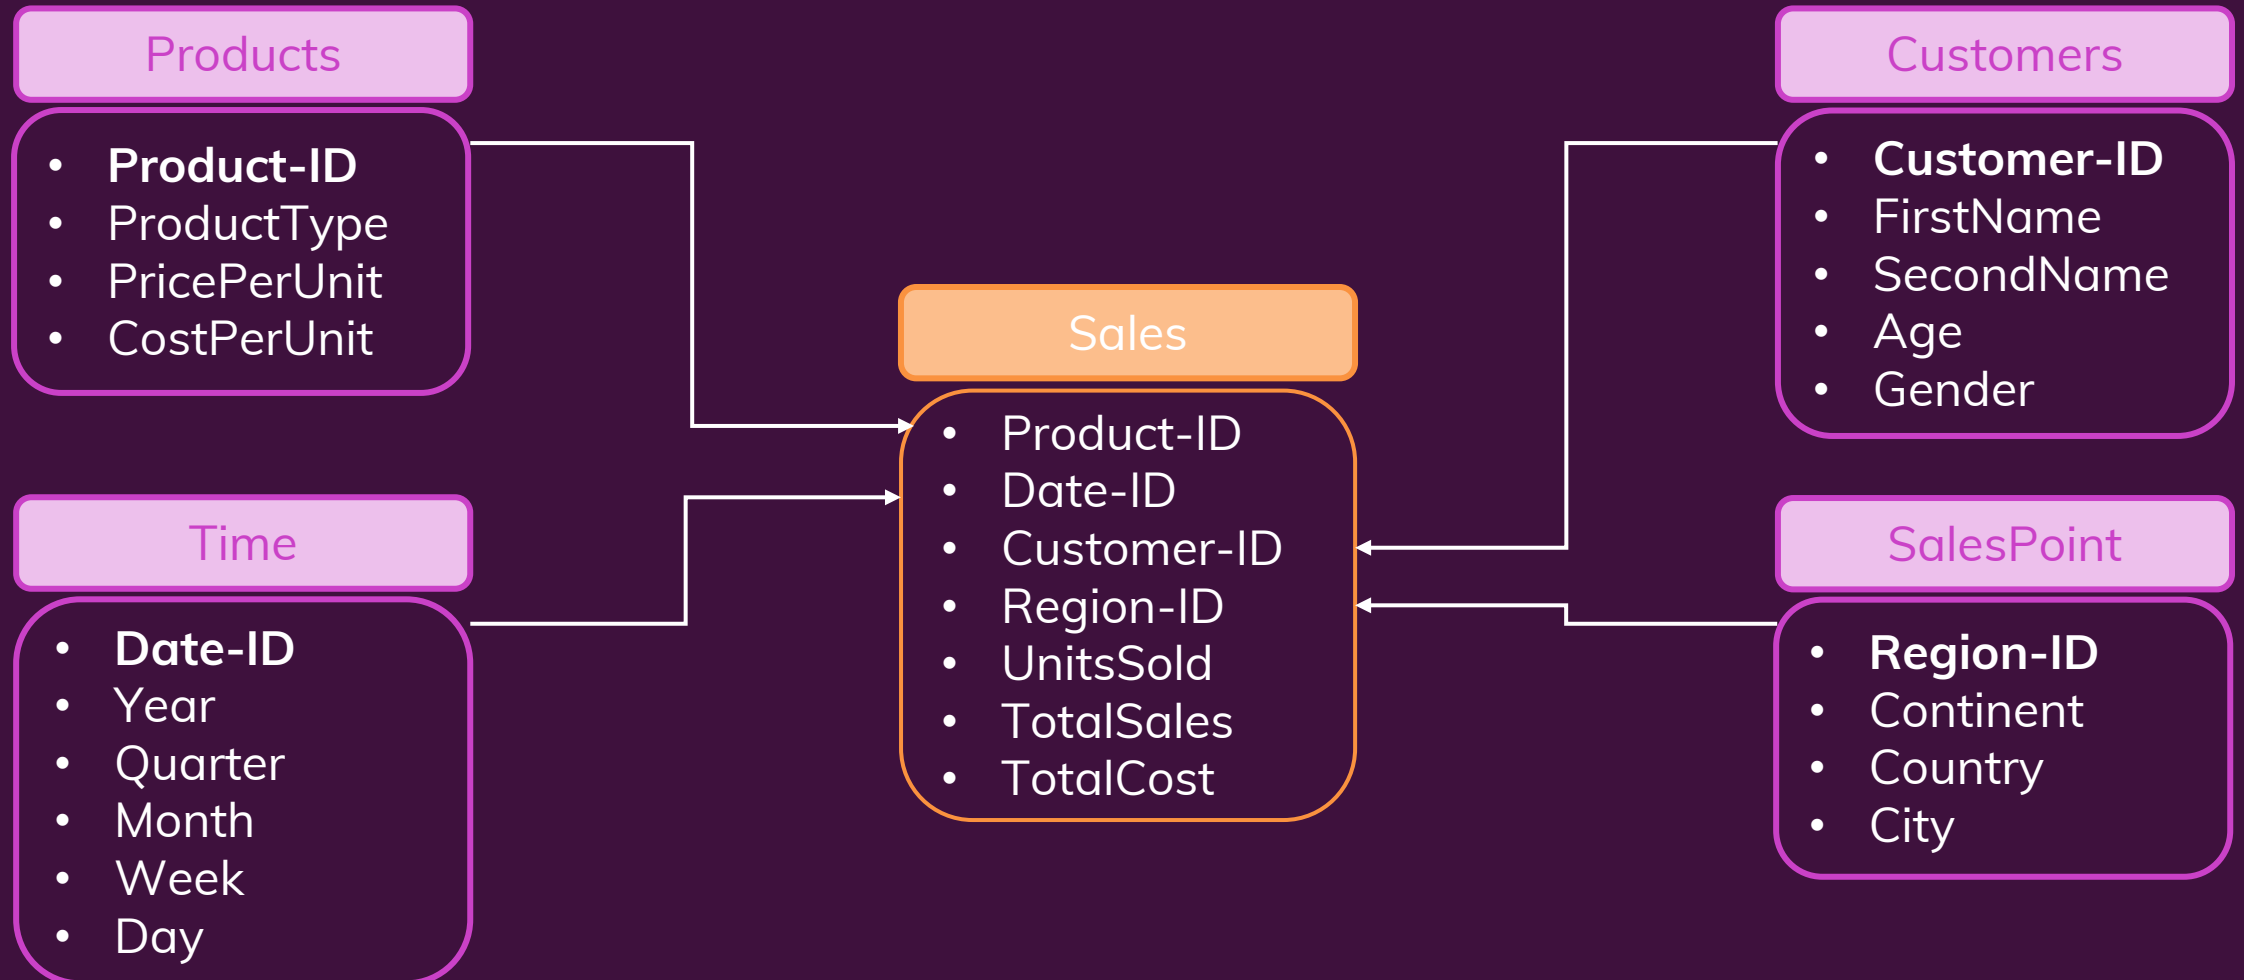 Products
• Product-ID
• ProductType
• PricePerUnit
• CostPerUnit
Time
• Date-ID
• Year
• Quarter
• Month
• Week
• Day
Sales
• Product-ID
• Date-ID
• Customer-ID
• Region-ID
• UnitsSold
• TotalSales
• TotalCost
Customers
• Customer-ID
• FirstName
• SecondName
• Age
• Gender
SalesPoint
• Region-ID
• Continent
• Country
• City